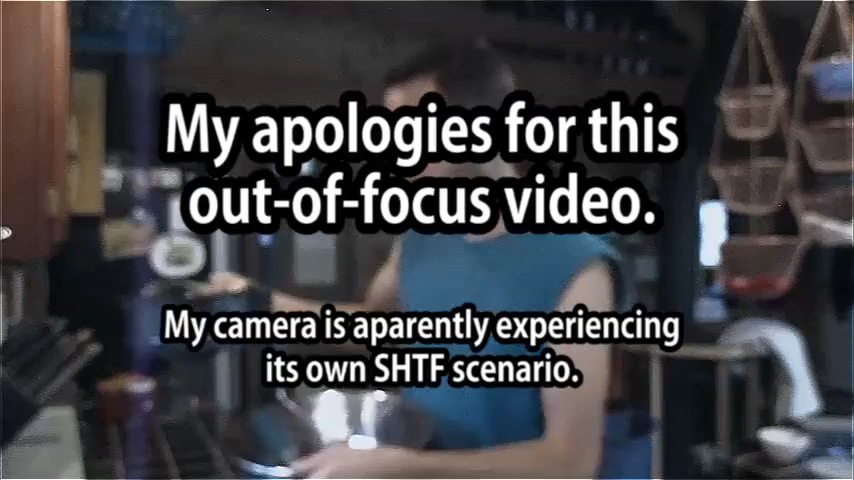 My apologies for this
out-of-focus video.
My camera is aparently experiencing
its own SHTF scenario.